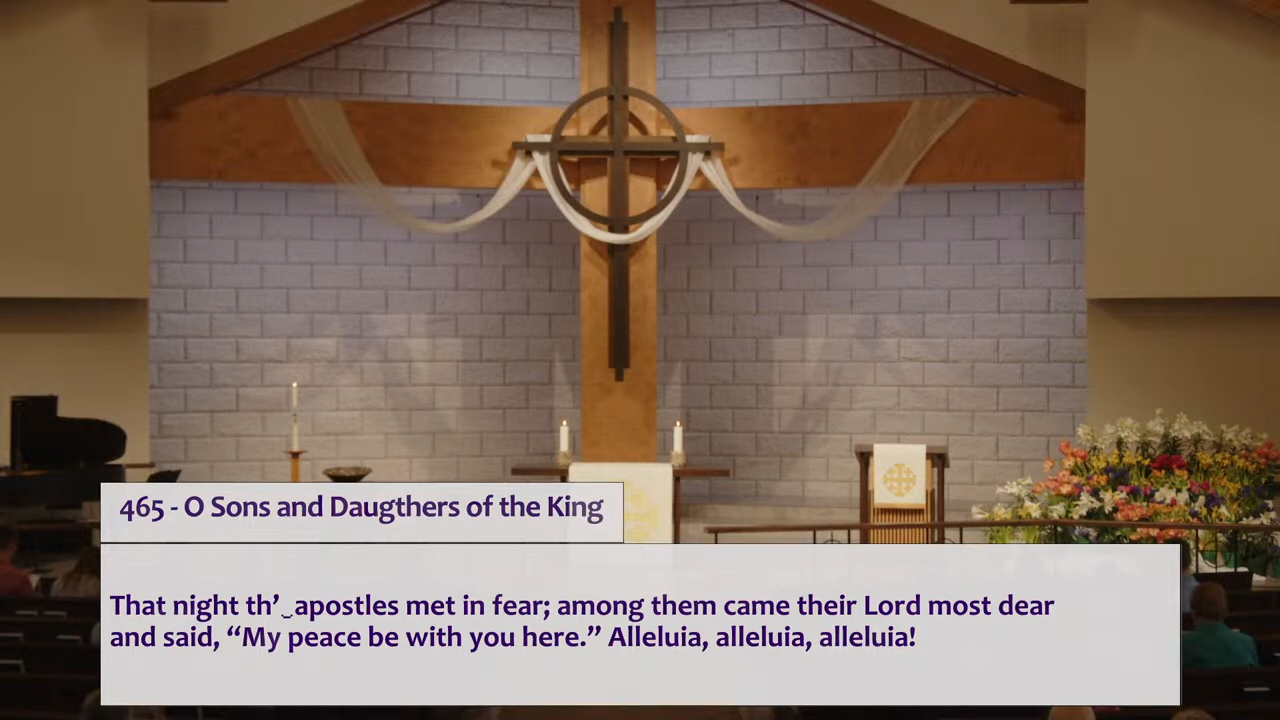 465 - O Sons and Daugthers of the King
That night th’‿apostles met in fear; among them came their Lord most dear
and said, “My peace be with you here.” Alleluia, alleluia, alleluia!